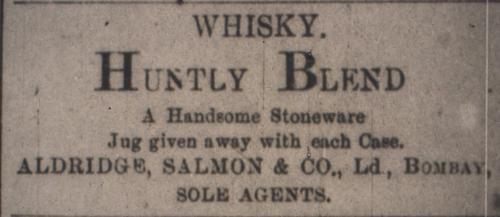 WHISKY.
HUNTLY BLEND
A Handsome Stoneware
Jug given away with each Case.
ALDRIDGE, SALMON & CO., Ld., BOMBAY,
SOLE AGENTS.